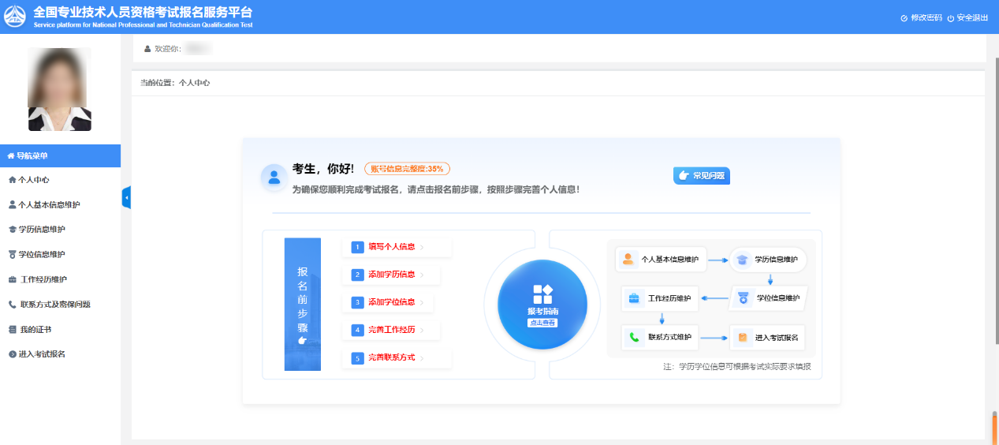 全国专业技术人员资格考试报名服务平台
Service platform for National Professional and Technician Qualification Test
修改密码 安全退出
欢迎你:
当前位置：个人中心
导航菜单
个人中心
个人基本信息维护
学历信息维护
学位信息维护
工作经历维护
联系方式及密保问题
我的证书
进入考试报名
考生，你好! 账号信息完整度:35%
为确保您顺利完成考试报名，请点击报名前步骤，按照步骤完善个人信息!
常见问题
报名前步骤
1 填写个人信息
2 添加学历信息
3 添加学位信息
4 完善工作经历
5 完善联系方式
报考指南
点击查看
个人基本信息维护 学历信息维护
工作经历维护 学位信息维护
联系方式维护 进入考试报名
注：学历学位信息可根据考试实际要求填报